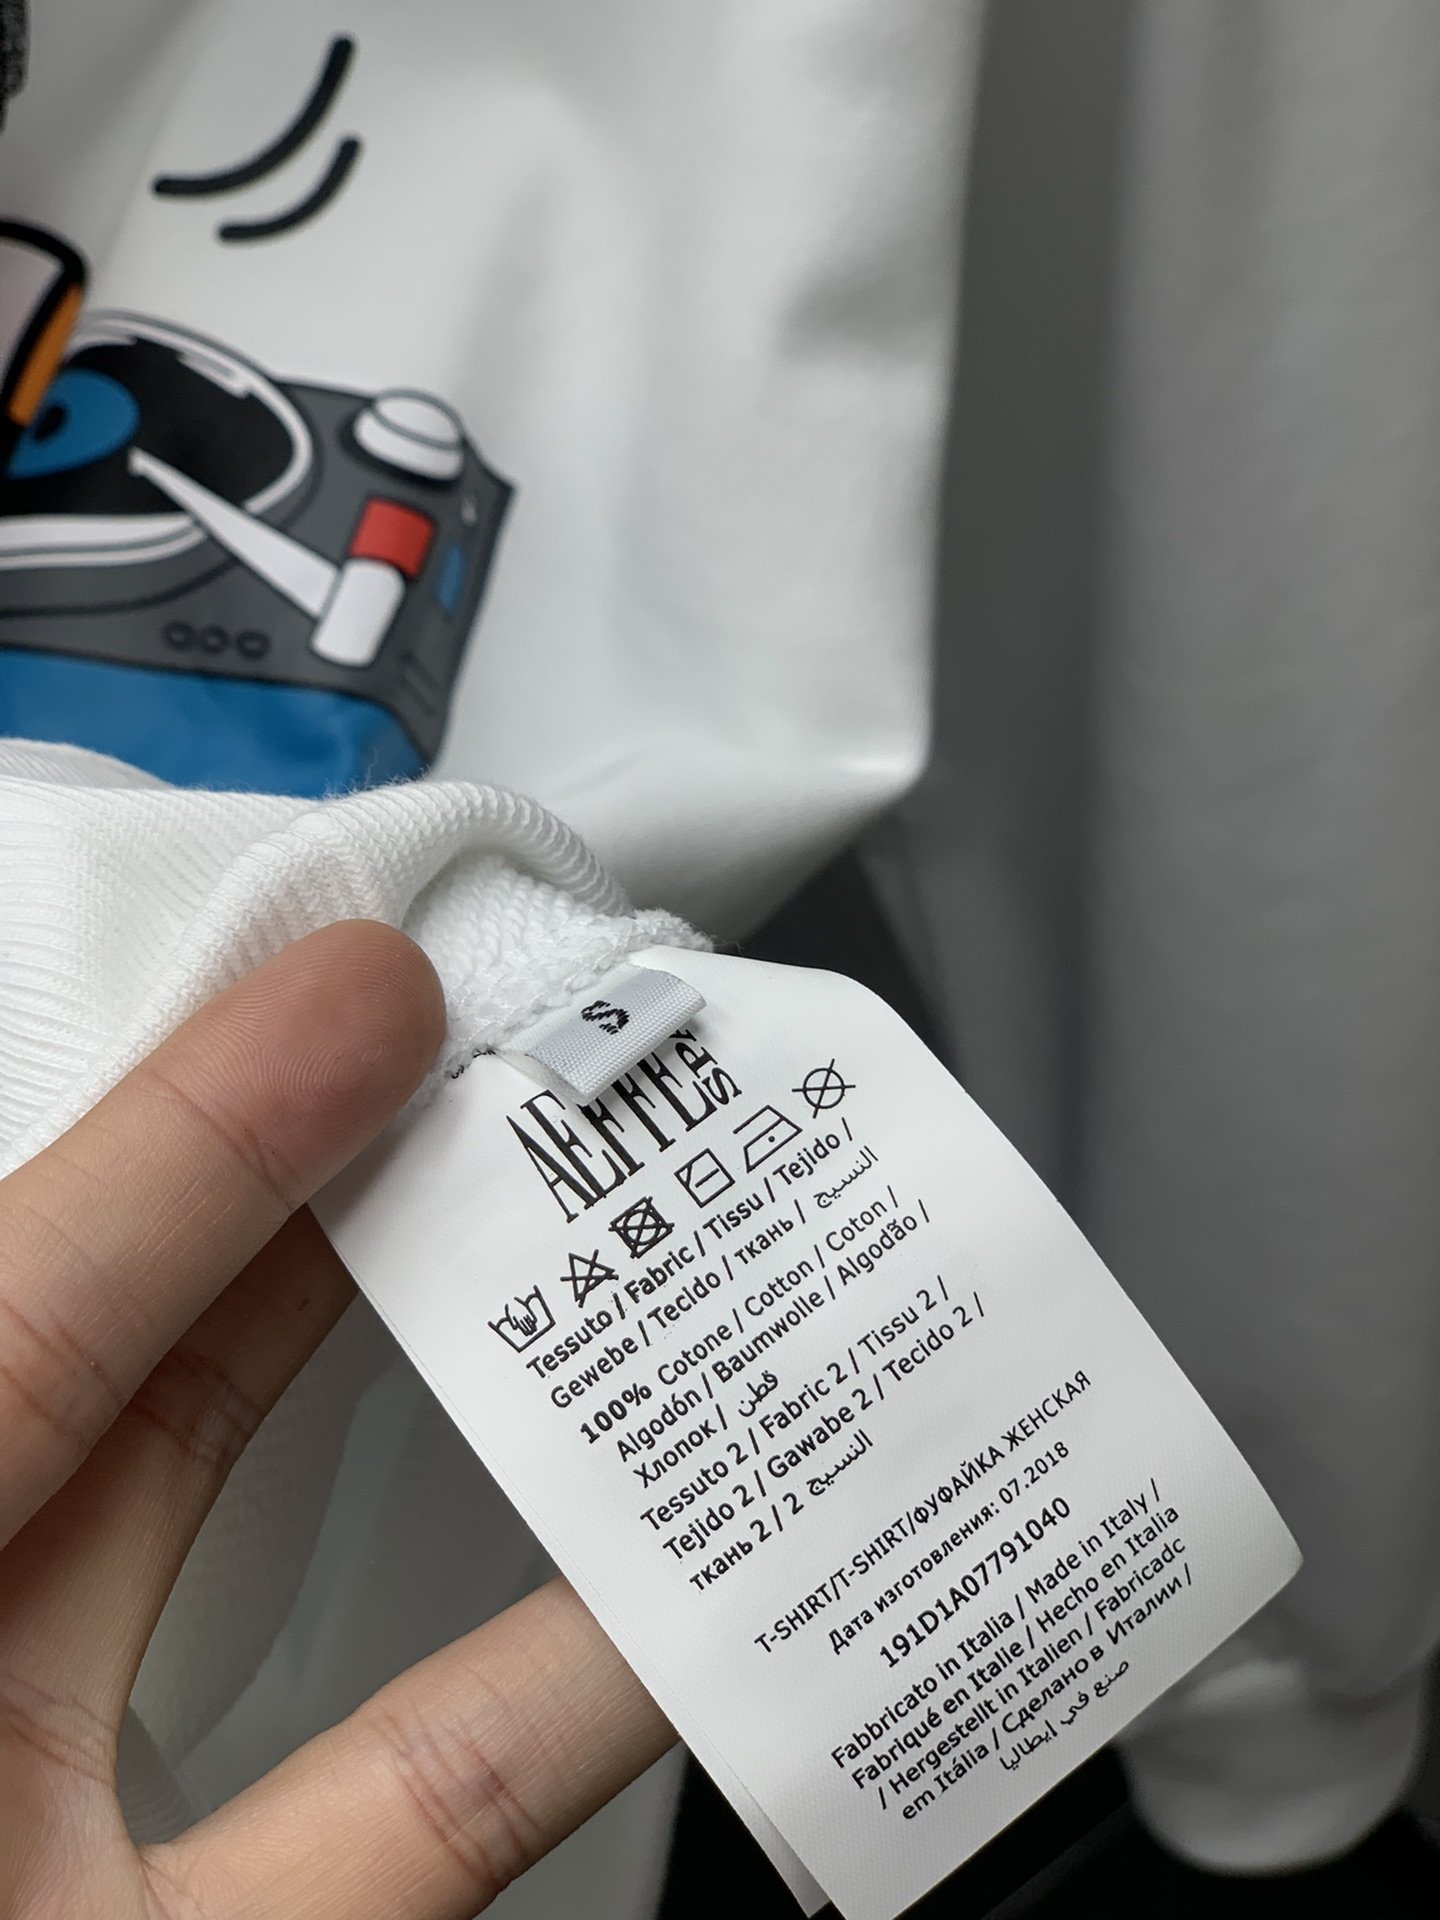 S
AEFFE
Tessuto / Fabric / Tissu / Tejido /
Gewebe / Tecido / ткань / النسيج
100% Cotone / Cotton / Coton /
Algodón / Baumwolle / Algodão /
Хлопок / قطن
Tessuto 2 / Fabric 2 / Tissu 2 /
Tejido 2 / Gawabe 2 / Tecido 2 /
ткань 2 / 2 النسيج
T-SHIRT/T-SHIRT/ФУФАЙКА ЖЕНСКАЯ
Дата изготовления: 07.2018
191D1A07791040
Fabbricato in Italia / Made in Italy /
Fabriqué en Italie / Hecho en Italia
/ Hergestellt in Italien / Fabricadc
em Itália / Сделано в Италии /
صنع في ايطاليا